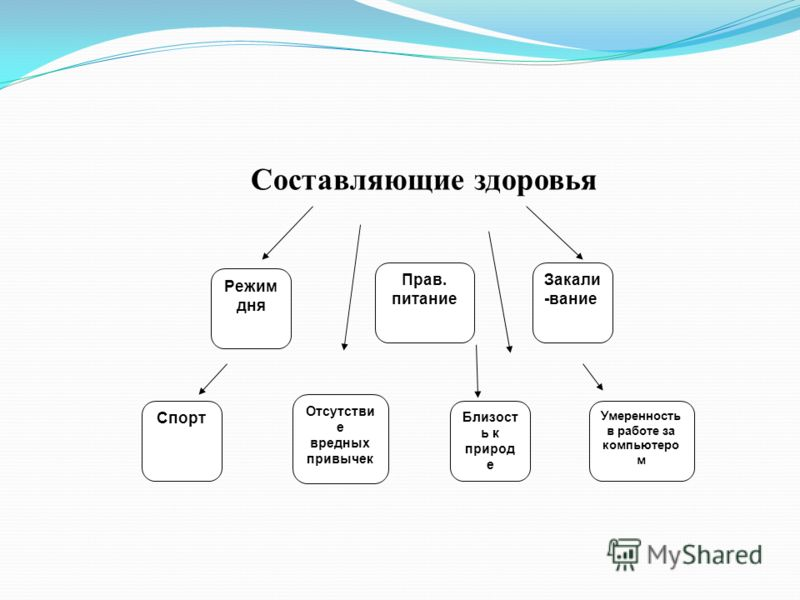 Составляющие здоровья
Режим
дня
Прав.
питание
Закали
-вание
Спорт
Отсутстви
е
вредных
привычек
Близост
ь к
природ
е
Умеренность
в работе за
компьютеро
м
MyShared